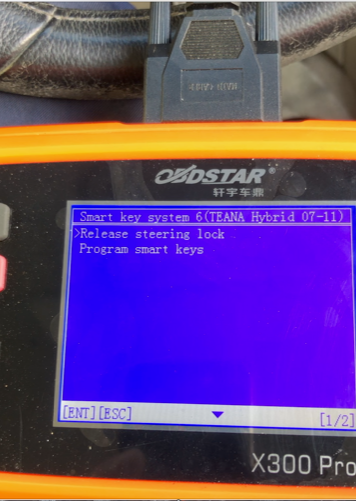 OBDSTAR®
轩宇车鼎
Smart key system 6(TEANA Hybrid 07-11)
>Release steering lock
Program smart keys
[ENT][ESC]
[1/2]
X300 Pro